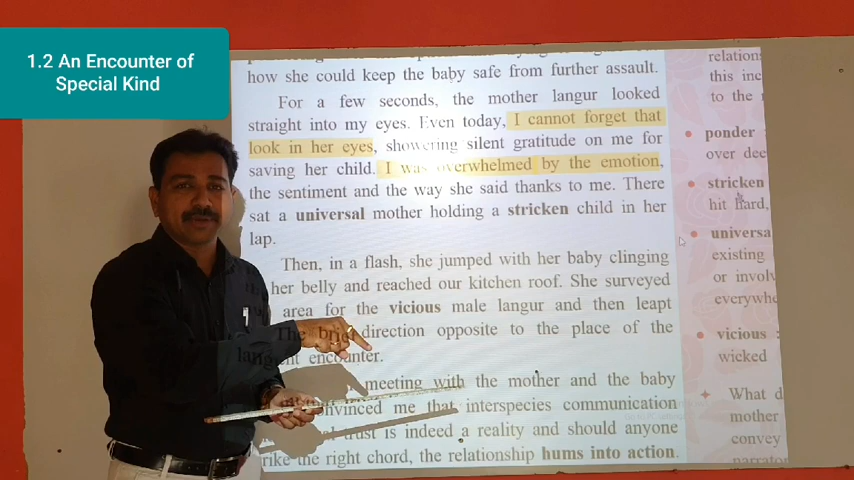 1.2 An Encounter of
Special Kind
how she could keep the baby safe from further assault.
For a few seconds, the mother langur looked
straight into my eyes. Even today, I cannot forget that
look in her eyes, showering silent gratitude on me for
saving her child. I was overwhelmed by the emotion,
the sentiment and the way she said thanks to me. There
sat a universal mother holding a stricken child in her
lap.
Then, in a flash, she jumped with her baby clinging
her belly and reached our kitchen roof. She surveyed
area for the vicious male langur and then leapt
direction opposite to the place of the
encounter.
The brief
lang
meeting with the mother and the baby
me that interspecies communication
trust is indeed a reality and should anyone
the right chord, the relationship hums into action.
relations
this inc
to the
ponder
over dee
stricken
hit hard,
universa
existing
or involv
everywhe
vicious :
wicked
What d
mother
convey
narrato